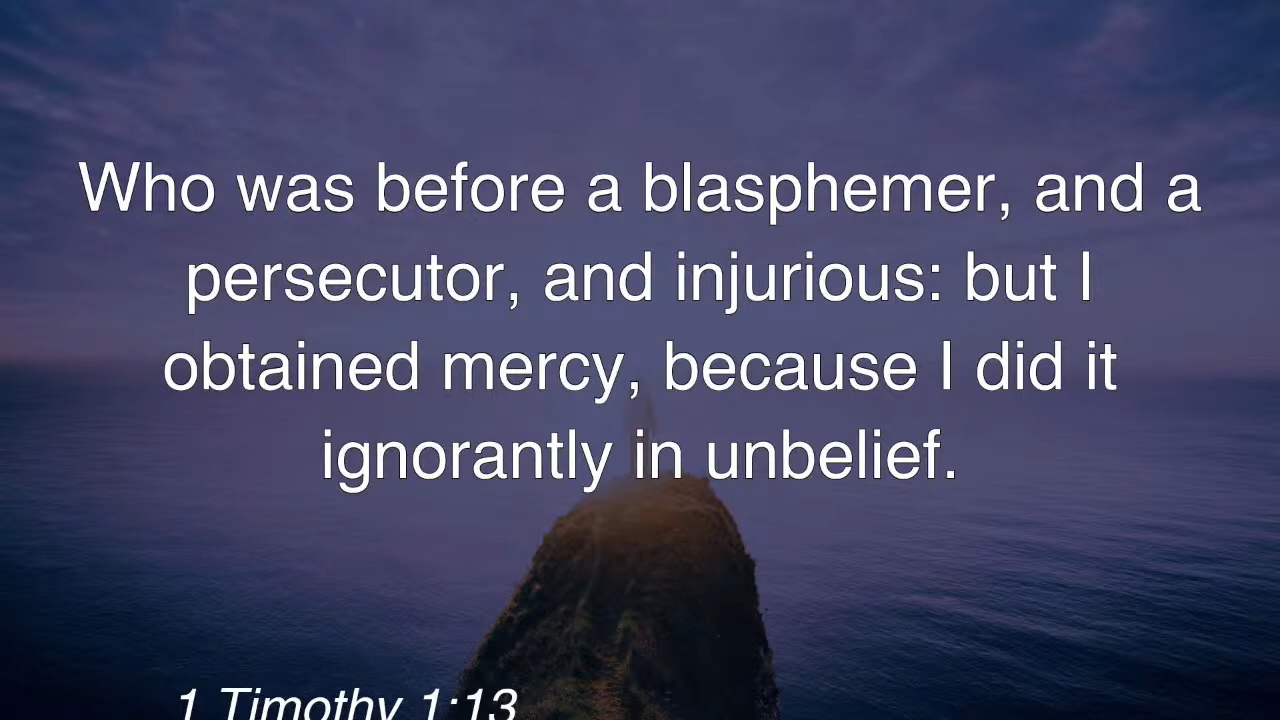 Who was before a blasphemer, and a
persecutor, and injurious: but I
obtained mercy, because I did it
ignorantly in unbelief.
1 Timothy 1:13